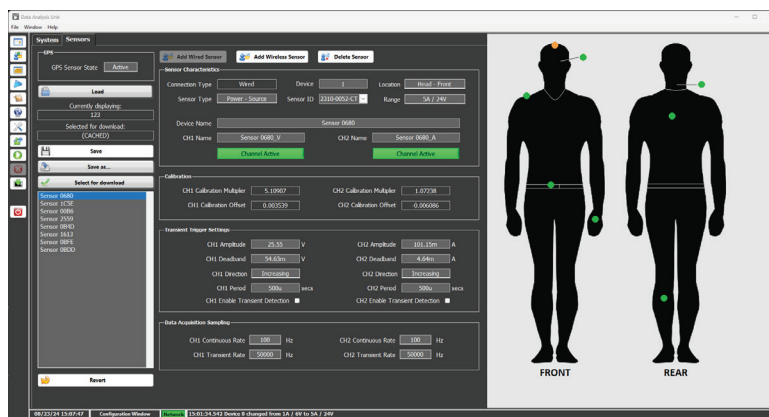 Data Analysis Unit
File Window Help
System Sensors
GPS
GPS Sensor State Active
Load
Currently displaying:
123
Selected for download:
(CACHED)
Save
Save as...
Select for download
Sensor 0680
Sensor 1C5E
Sensor 00B6
Sensor 2559
Sensor 0B4D
Sensor 1613
Sensor 0BFE
Sensor 0BDD
Revert
Add Wired Sensor Add Wireless Sensor Delete Sensor
Sensor Characteristics
Connection Type Wired Device 1 Location Head - Front
Sensor Type Power - Source Sensor ID 2310-0052-CT Range 5A / 24V
Device Name Sensor 0680
CH1 Name Sensor 0680_V CH2 Name Sensor 0680_A
Channel Active Channel Active
Calibration
CH1 Calibration Multiplier 5.10907 CH2 Calibration Multiplier 1.07238
CH1 Calibration Offset 0.003539 CH2 Calibration Offset -0.006086
Transient Trigger Settings
CH1 Amplitude 25.55 V CH2 Amplitude 101.15m A
CH1 Deadband 54.63m V CH2 Deadband 4.64m A
CH1 Direction Increasing CH2 Direction Increasing
CH1 Period 500u secs CH2 Period 500u secs
CH1 Enable Transient Detection CH2 Enable Transient Detection
Data Acquisition Sampling
CH1 Continuous Rate 100 Hz CH2 Continuous Rate 100 Hz
CH1 Transient Rate 50000 Hz CH2 Transient Rate 50000 Hz
FRONT REAR
08/23/24 15:07:47 Configuration Window Network 15:01:34.542 Device 0 changed from 1A / 6V to 5A / 24V